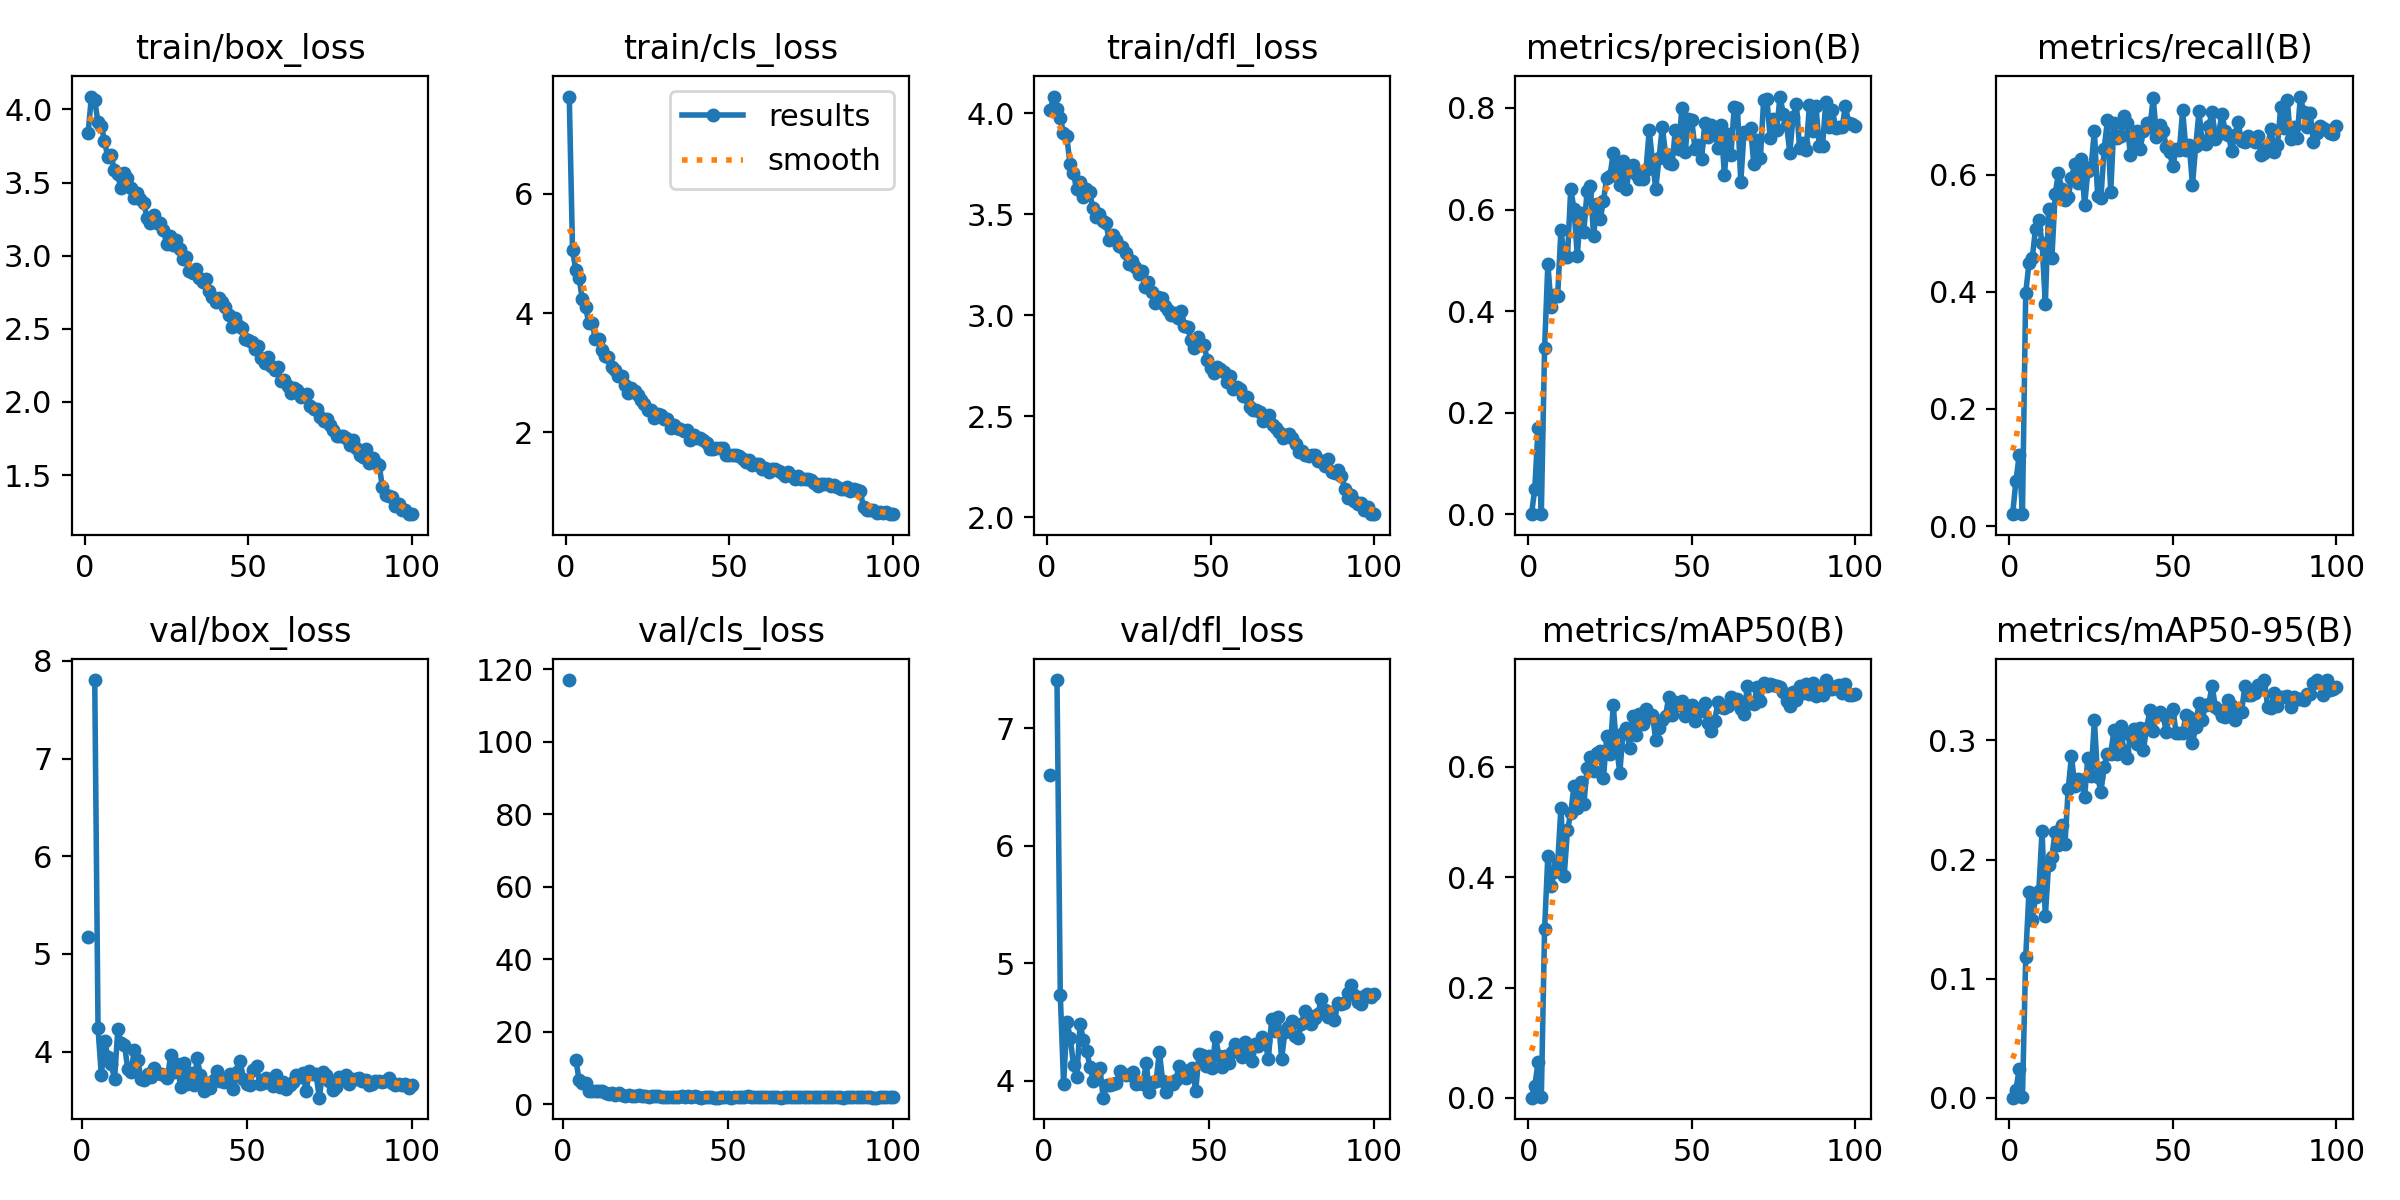 train/box_loss
4.0
3.5
3.0
2.5
2.0
1.5
0 50 100
train/cls_loss
results
smooth
6
4
2
0 50 100
train/dfl_loss
4.0
3.5
3.0
2.5
2.0
0 50 100
metrics/precision(B)
0.8
0.6
0.4
0.2
0.0
0 50 100
metrics/recall(B)
0.6
0.4
0.2
0.0
0 50 100
val/box_loss
8
7
6
5
4
0 50 100
val/cls_loss
120
100
80
60
40
20
0
0 50 100
val/dfl_loss
7
6
5
4
0 50 100
metrics/mAP50(B)
0.6
0.4
0.2
0.0
0 50 100
metrics/mAP50-95(B)
0.3
0.2
0.1
0.0
0 50 100